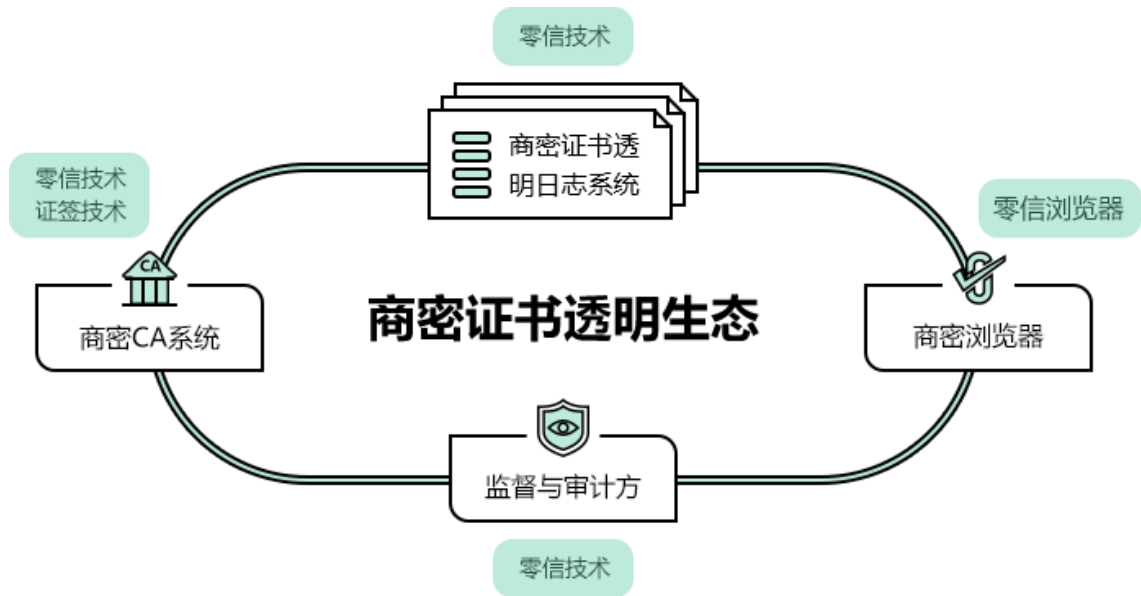 零信技术
商密证书透
明日志系统
零信技术
证签技术
零信浏览器
CA
商密CA系统
商密证书透明生态
商密浏览器
监督与审计方
零信技术